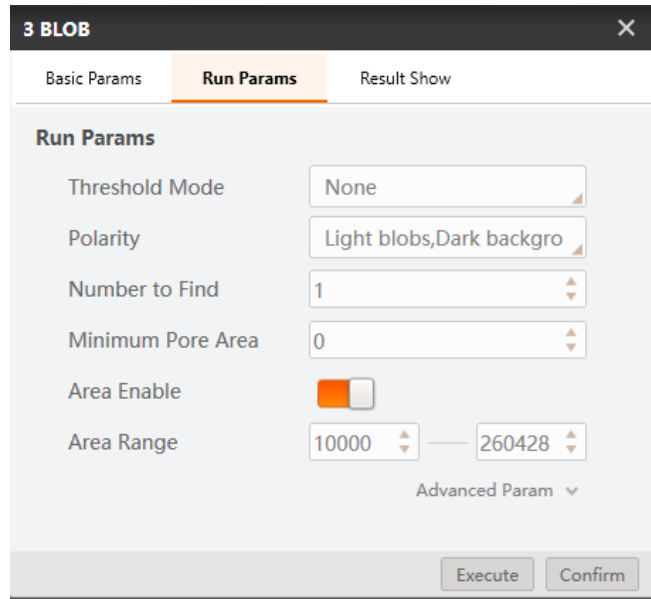 3 BLOB
Basic Params Run Params Result Show
Run Params
Threshold Mode None
Polarity Light blobs,Dark backgro
Number to Find 1
Minimum Pore Area 0
Area Enable
Area Range 10000 260428
Advanced Param
Execute Confirm